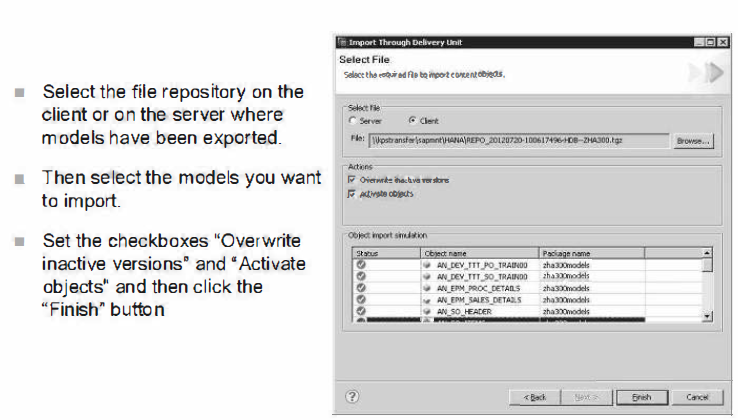 Select the file repository on the
client or on the server where
models have been exported.
Then select the models you want
to import.
Set the checkboxes "Overwrite
inactive versions" and "Activate
objects" and then click the
"Finish" button
Import Through Delivery Unit
Select File
Select the required file to import content objects.
Select file
Server Client
File: \\kpstransfer\sapmnt\HANA\REPO_20120720-100617496-HDB--ZHA300.tgz Browse...
Actions
Overwrite inactive versions
Activate objects
Object import simulation
Status Object name Package name
AN_DEV_TTT_PO_TRAIN00 zha300models
AN_DEV_TTT_SO_TRAIN00 zha300models
AN_EPM_PROC_DETAILS zha300models
AN_EPM_SALES_DETAILS zha300models
AN_SO_HEADER zha300models
? < Back Next > Finish Cancel